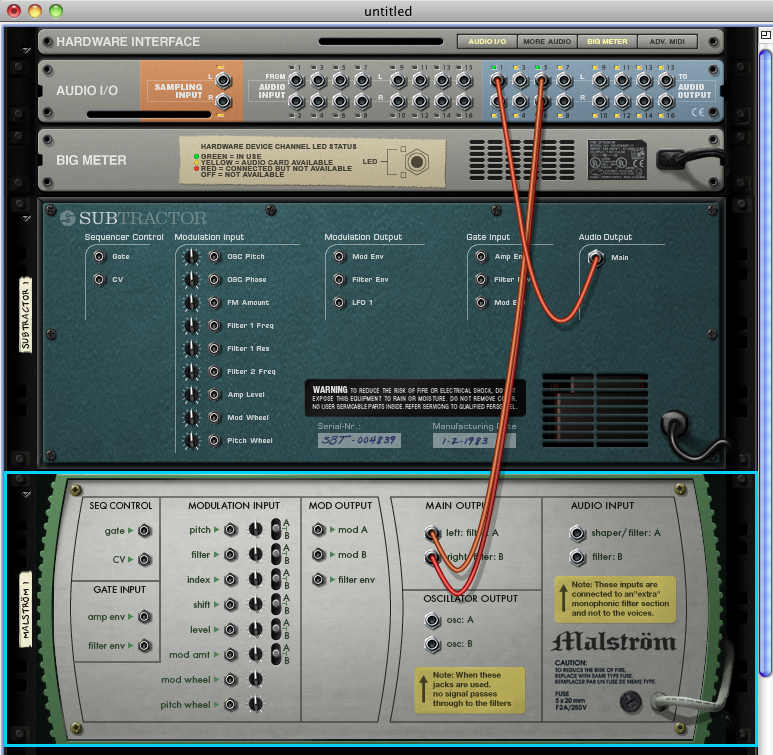 untitled
HARDWARE INTERFACE
AUDIO I/O MORE AUDIO BIG METER ADV. MIDI
1 3 5 7 9 11 13 15 1 3 5 7 9 11 13 15
AUDIO I/O
SAMPLING INPUT
L
R
FROM AUDIO INPUT
L
R
TO AUDIO OUTPUT
2 4 6 8 10 12 14 16 2 4 6 8 10 12 14 16
CE
BIG METER
HARDWARE DEVICE CHANNEL LED STATUS
GREEN = IN USE
YELLOW = AUDIO CARD AVAILABLE
RED = CONNECTED BUT NOT AVAILABLE
OFF = NOT AVAILABLE
LED
SUBTRACTOR
SUBTRACTOR 1
Sequencer Control
Gate
CV
Modulation Input
OSC Pitch
OSC Phase
FM Amount
Filter 1 Freq
Filter 1 Res
Filter 2 Freq
Amp Level
Mod Wheel
Pitch Wheel
Modulation Output
Mod Env
Filter Env
LFO 1
Gate Input
Amp Env
Filter Env
Mod Env
Audio Output
Main
WARNING TO REDUCE THE RISK OF FIRE OR ELECTRICAL SHOCK, DO NOT
EXPOSE THIS EQUIPMENT TO RAIN OR MOISTURE. DO NOT REMOVE COVER.
NO USER SERVICABLE PARTS INSIDE. REFER SERVICING TO QUALIFIED PERSONNEL.
Serial-Nr.:
SBT-004839
Manufacturing Date
1-2-1983
MALSTRÖM 1
SEQ CONTROL
gate
CV
GATE INPUT
amp env
filter env
MODULATION INPUT
pitch
filter
index
shift
level
mod amt
mod wheel
pitch wheel
A
B
A
B
A
B
A
B
A
B
A
B
MOD OUTPUT
mod A
mod B
filter env
MAIN OUTPUT
left: filter: A
right: filter: B
OSCILLATOR OUTPUT
osc: A
osc: B
Note: When these
jacks are used,
no signal passes
through to the filters
AUDIO INPUT
shaper/filter: A
filter: B
Note: These inputs are
connected to an"extra"
monophonic filter section
and not to the voices.
Malström
CAUTION:
TO REDUCE THE RISK OF FIRE,
REPLACE WITH SAME TYPE FUSE.
REMPLACER PAR UN FUSE DE MEME TYPE.
FUSE
5 x 20 mm
F2A/250V